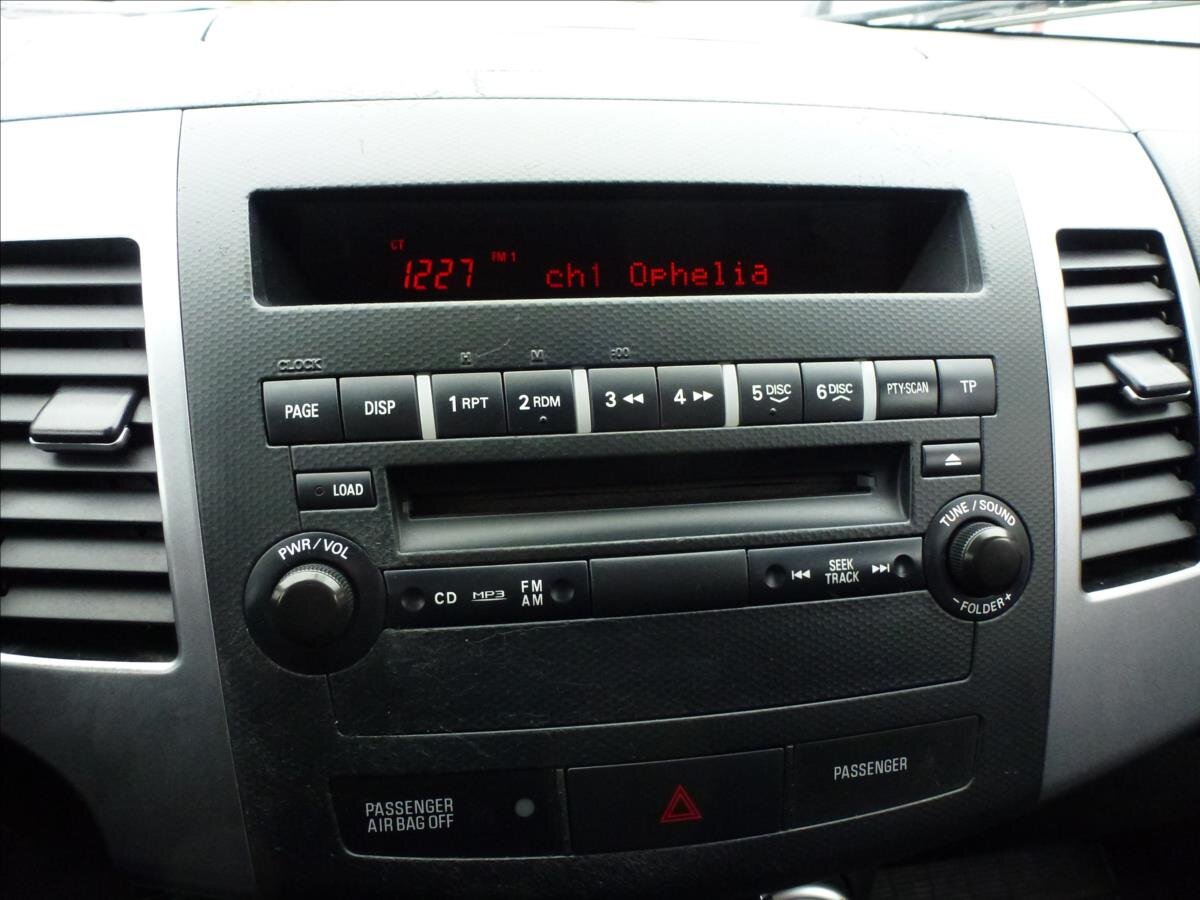 CT
1227 FM 1 ch1 Ophelia
CLOCK H M :00
PAGE DISP 1 RPT 2 RDM 3 4 5 DISC 6 DISC PTY·SCAN TP
LOAD
PWR/VOL
TUNE/SOUND
CD MP3 FM
AM
SEEK
TRACK
- FOLDER +
PASSENGER
AIR BAG OFF
PASSENGER